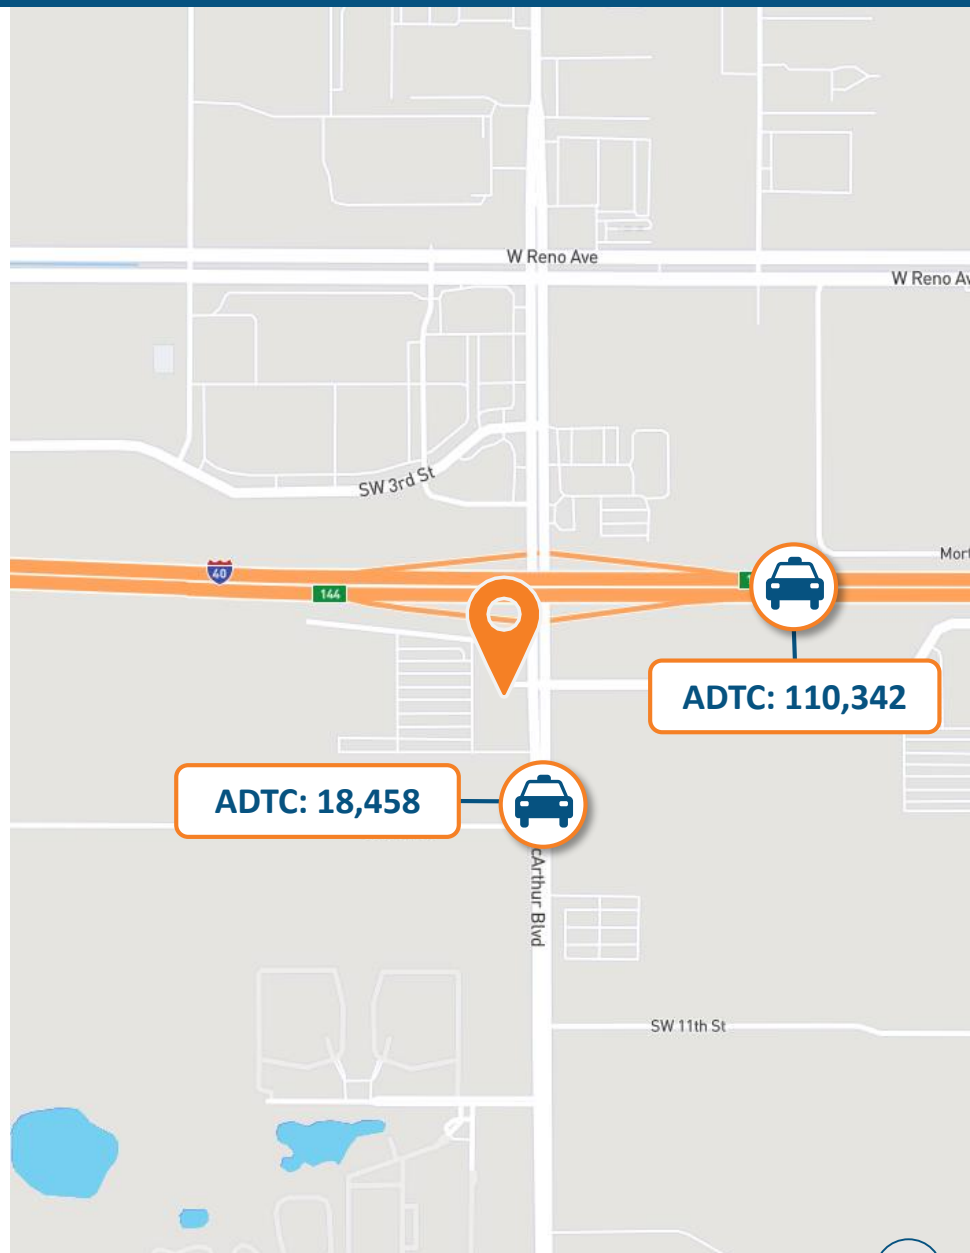 W Reno Ave
W Reno Av
SW 3rd St
40
144
Mort
ADTC: 110,342
ADTC: 18,458
cArthur Blvd
SW 11th St